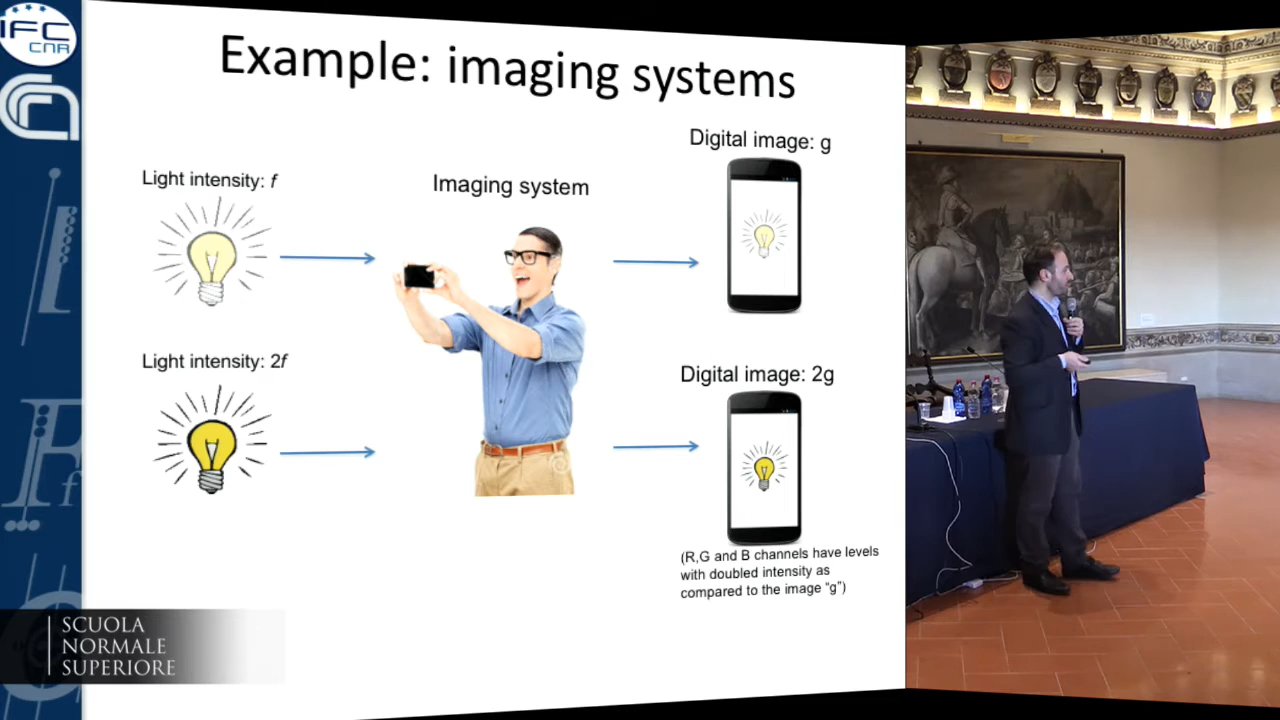 IFC
CNR
Example: imaging systems
Digital image: g
Light intensity: f
Imaging system
Light intensity: 2f
Digital image: 2g
(R,G and B channels have levels
with doubled intensity as
compared to the image “g”)
SCUOLA
NORMALE
SUPERIORE